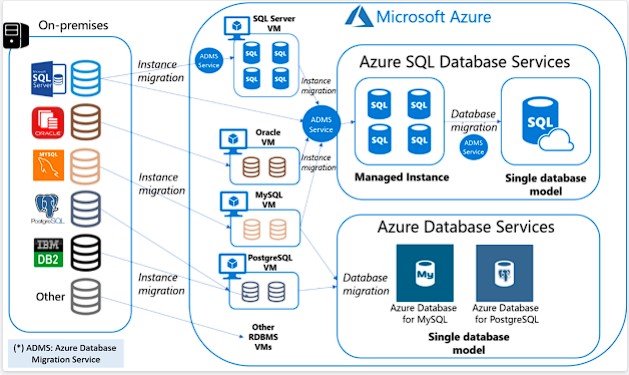 On-premises
Microsoft Azure
SQL Server
VM
Instance
migration
ADMS
Service
SQL
SQL
SQL
SQL
Instance
migration
Azure SQL Database Services
Microsoft
SQL
Server
ORACLE
ADMS
Service
SQL
SQL
SQL
SQL
Database
migration
ADMS
Service
SQL
Managed Instance
Single database
model
Oracle
VM
Instance
migration
MYSQL
Instance
migration
MySQL
VM
PostgreSQL
Azure Database Services
IBM
DB2
PostgreSQL
VM
Instance
migration
Database
migration
My
Azure Database
for MySQL
Azure Database
for PostgreSQL
Single database
model
Other
Other
RDBMS
VMs
(*) ADMS: Azure Database
Migration Service